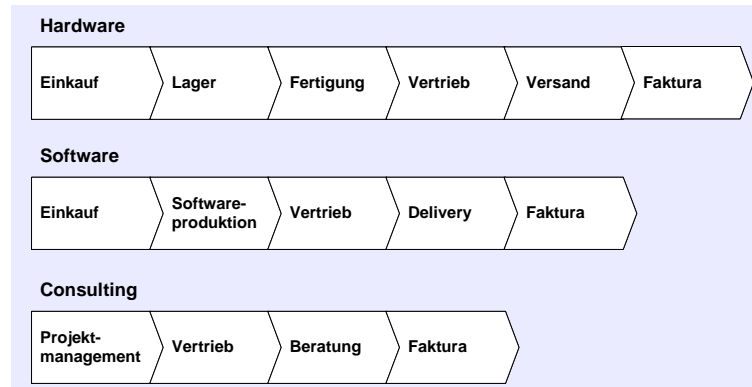 Hardware
Einkauf Lager Fertigung Vertrieb Versand Faktura
Software
Einkauf Software-
produktion Vertrieb Delivery Faktura
Consulting
Projekt-
management Vertrieb Beratung Faktura